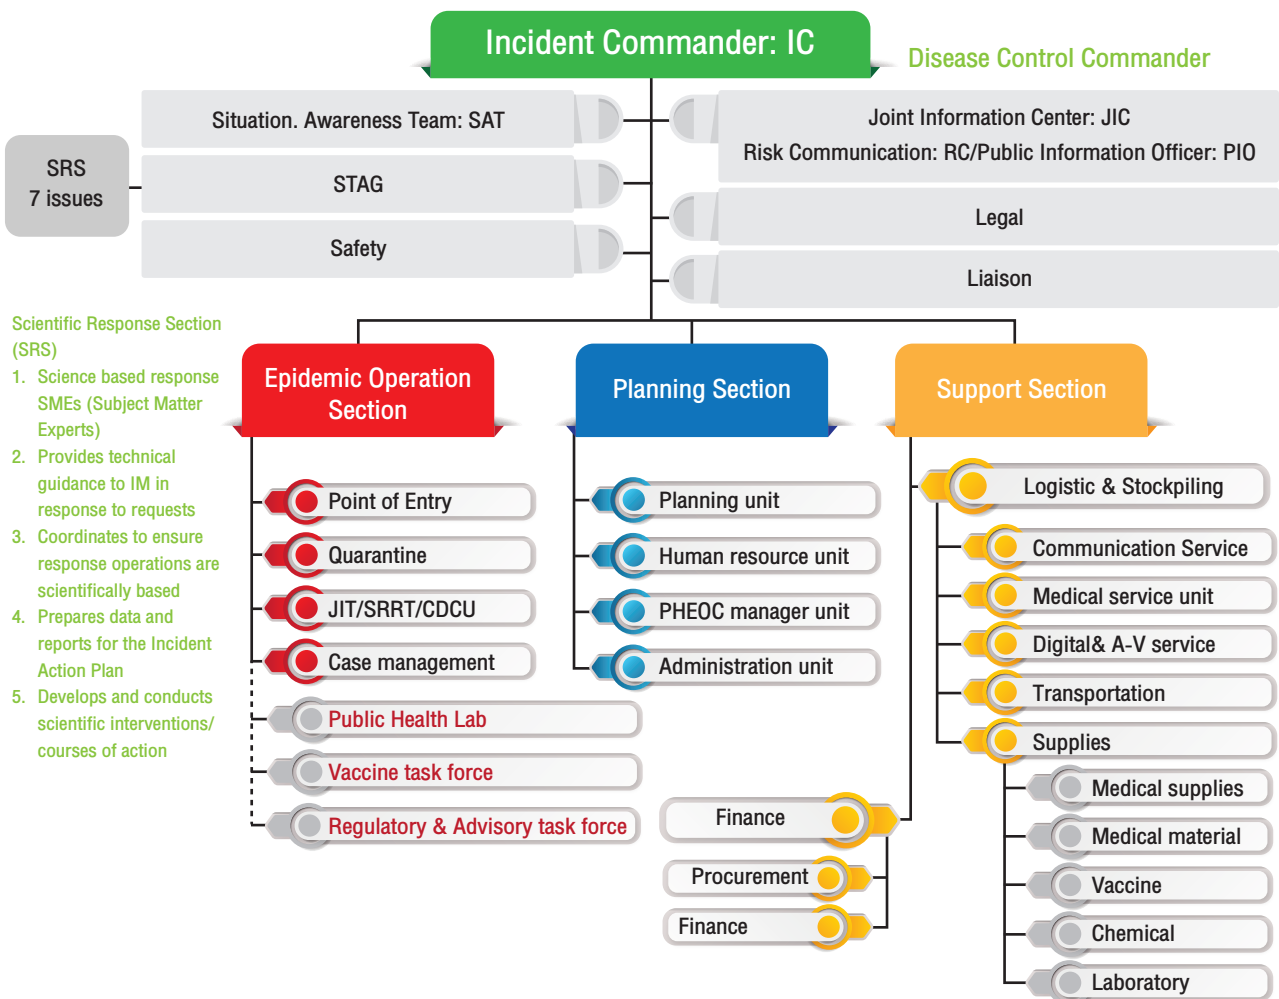 Incident Commander: IC
Disease Control Commander
Situation. Awareness Team: SAT
STAG
Safety
SRS
7 issues
Joint Information Center: JIC
Risk Communication: RC/Public Information Officer: PIO
Legal
Liaison
Scientific Response Section
(SRS)
1. Science based response
SMEs (Subject Matter
Experts)
2. Provides technical
guidance to IM in
response to requests
3. Coordinates to ensure
response operations are
scientifically based
4. Prepares data and
reports for the Incident
Action Plan
5. Develops and conducts
scientific interventions/
courses of action
Epidemic Operation
Section
Point of Entry
Quarantine
JIT/SRRT/CDCU
Case management
Public Health Lab
Vaccine task force
Regulatory & Advisory task force
Planning Section
Planning unit
Human resource unit
PHEOC manager unit
Administration unit
Support Section
Logistic & Stockpiling
Communication Service
Medical service unit
Digital& A-V service
Transportation
Supplies
Medical supplies
Medical material
Vaccine
Chemical
Laboratory
Finance
Procurement
Finance